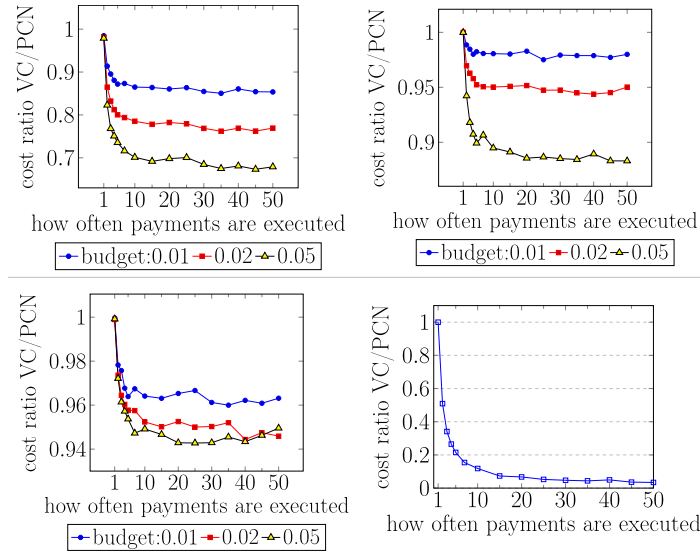 cost ratio VC/PCN
1
0.9
0.8
0.7
1 10 20 30 40 50
how often payments are executed
budget:0.01 0.02 0.05
cost ratio VC/PCN
1
0.95
0.9
1 10 20 30 40 50
how often payments are executed
budget:0.01 0.02 0.05
cost ratio VC/PCN
1
0.98
0.96
0.94
1 10 20 30 40 50
how often payments are executed
budget:0.01 0.02 0.05
cost ratio VC/PCN
1
0.8
0.6
0.4
0.2
0
1 10 20 30 40 50
how often payments are executed